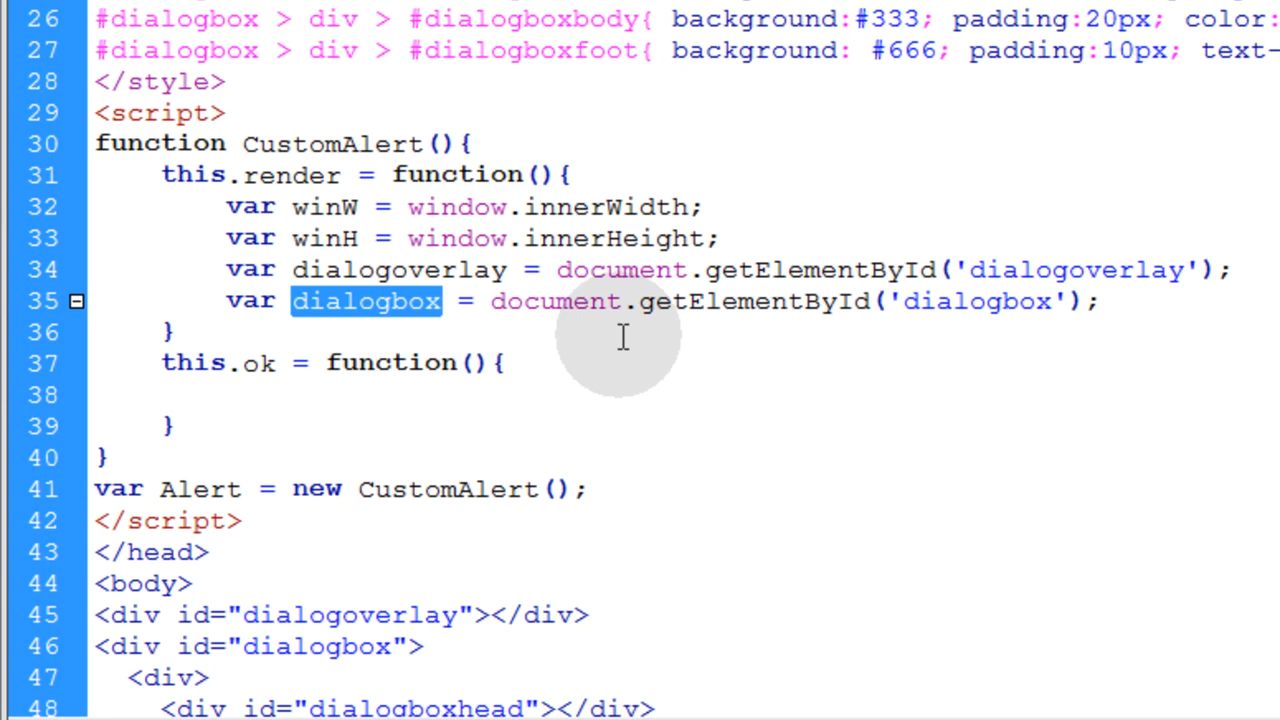 26 #dialogbox > div > #dialogboxbody{ background:#333; padding:20px; color:
27 #dialogbox > div > #dialogboxfoot{ background: #666; padding:10px; text-
28 </style>
29 <script>
30 function CustomAlert(){
31     this.render = function(){
32         var winW = window.innerWidth;
33         var winH = window.innerHeight;
34         var dialogoverlay = document.getElementById('dialogoverlay');
35         var dialogbox = document.getElementById('dialogbox');
36     }
37     this.ok = function(){
38
39     }
40 }
41 var Alert = new CustomAlert();
42 </script>
43 </head>
44 <body>
45 <div id="dialogoverlay"></div>
46 <div id="dialogbox">
47   <div>
48     <div id="dialogboxhead"></div>